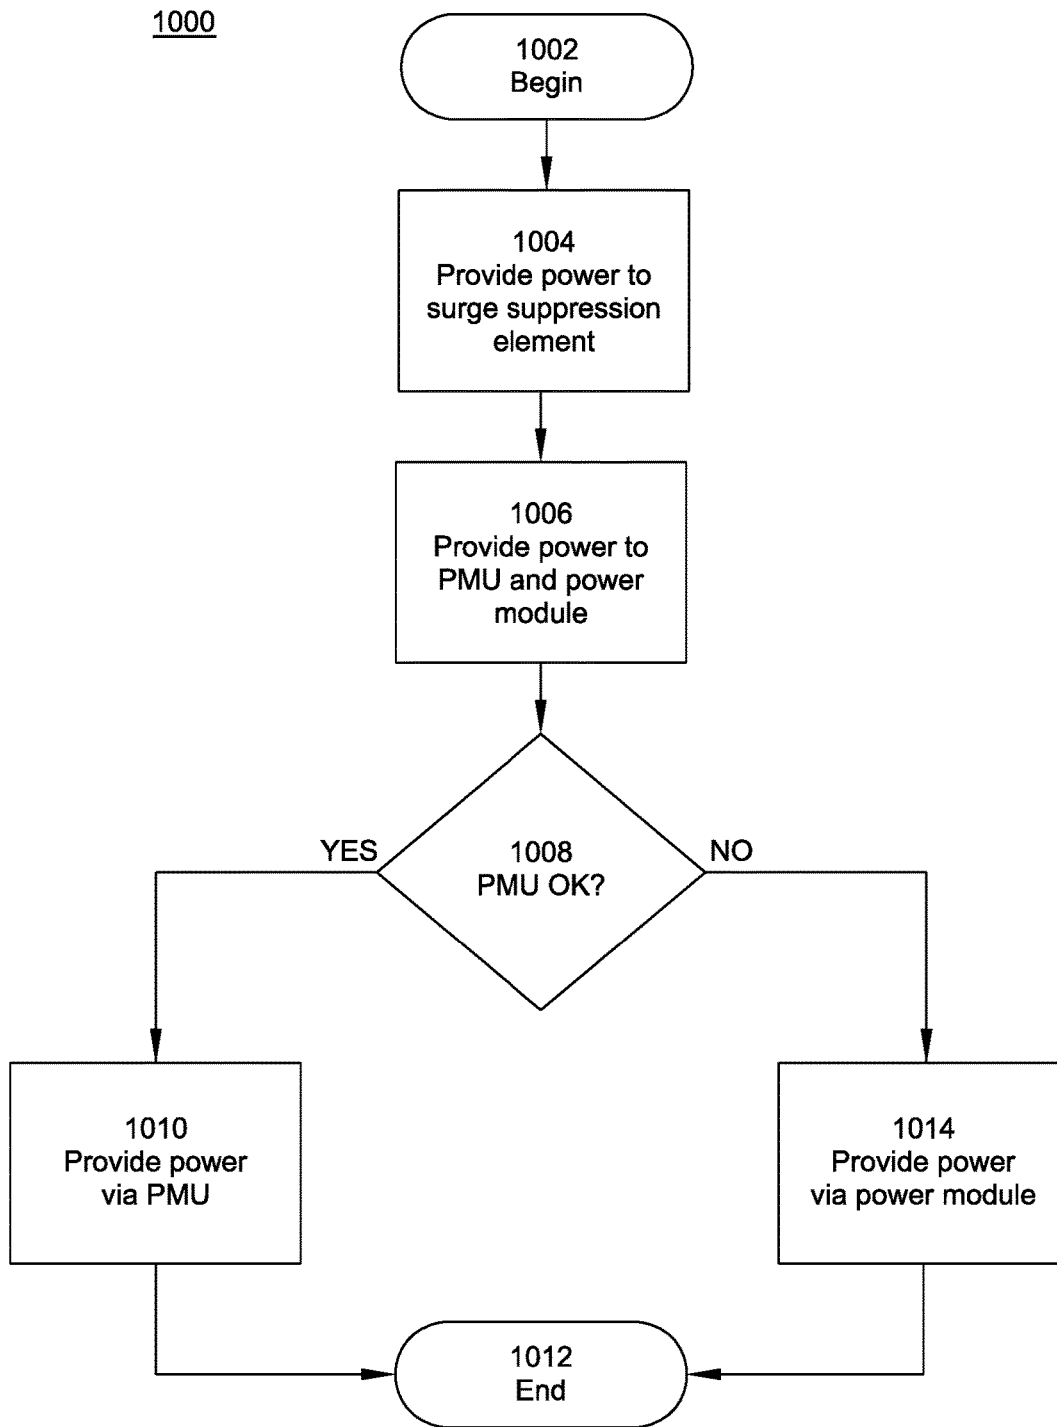 1000
1002
Begin
1004
Provide power to
surge suppression
element
1006
Provide power to
PMU and power
module
YES
1008
PMU OK?
NO
1010
Provide power
via PMU
1014
Provide power
via power module
1012
End